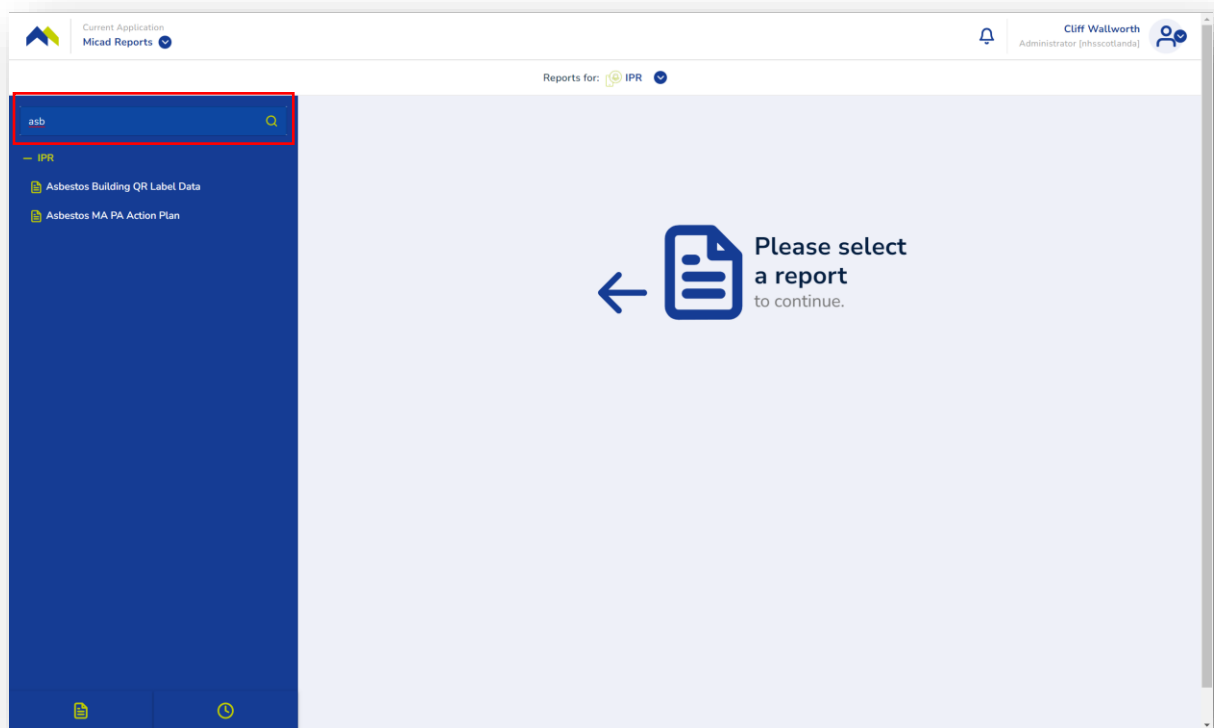 Current Application
Micad Reports
Cliff Wallworth
Administrator [nhsscotlanda]
Reports for: IPR
asb
IPR
Asbestos Building QR Label Data
Asbestos MA PA Action Plan
Please select
a report
to continue.